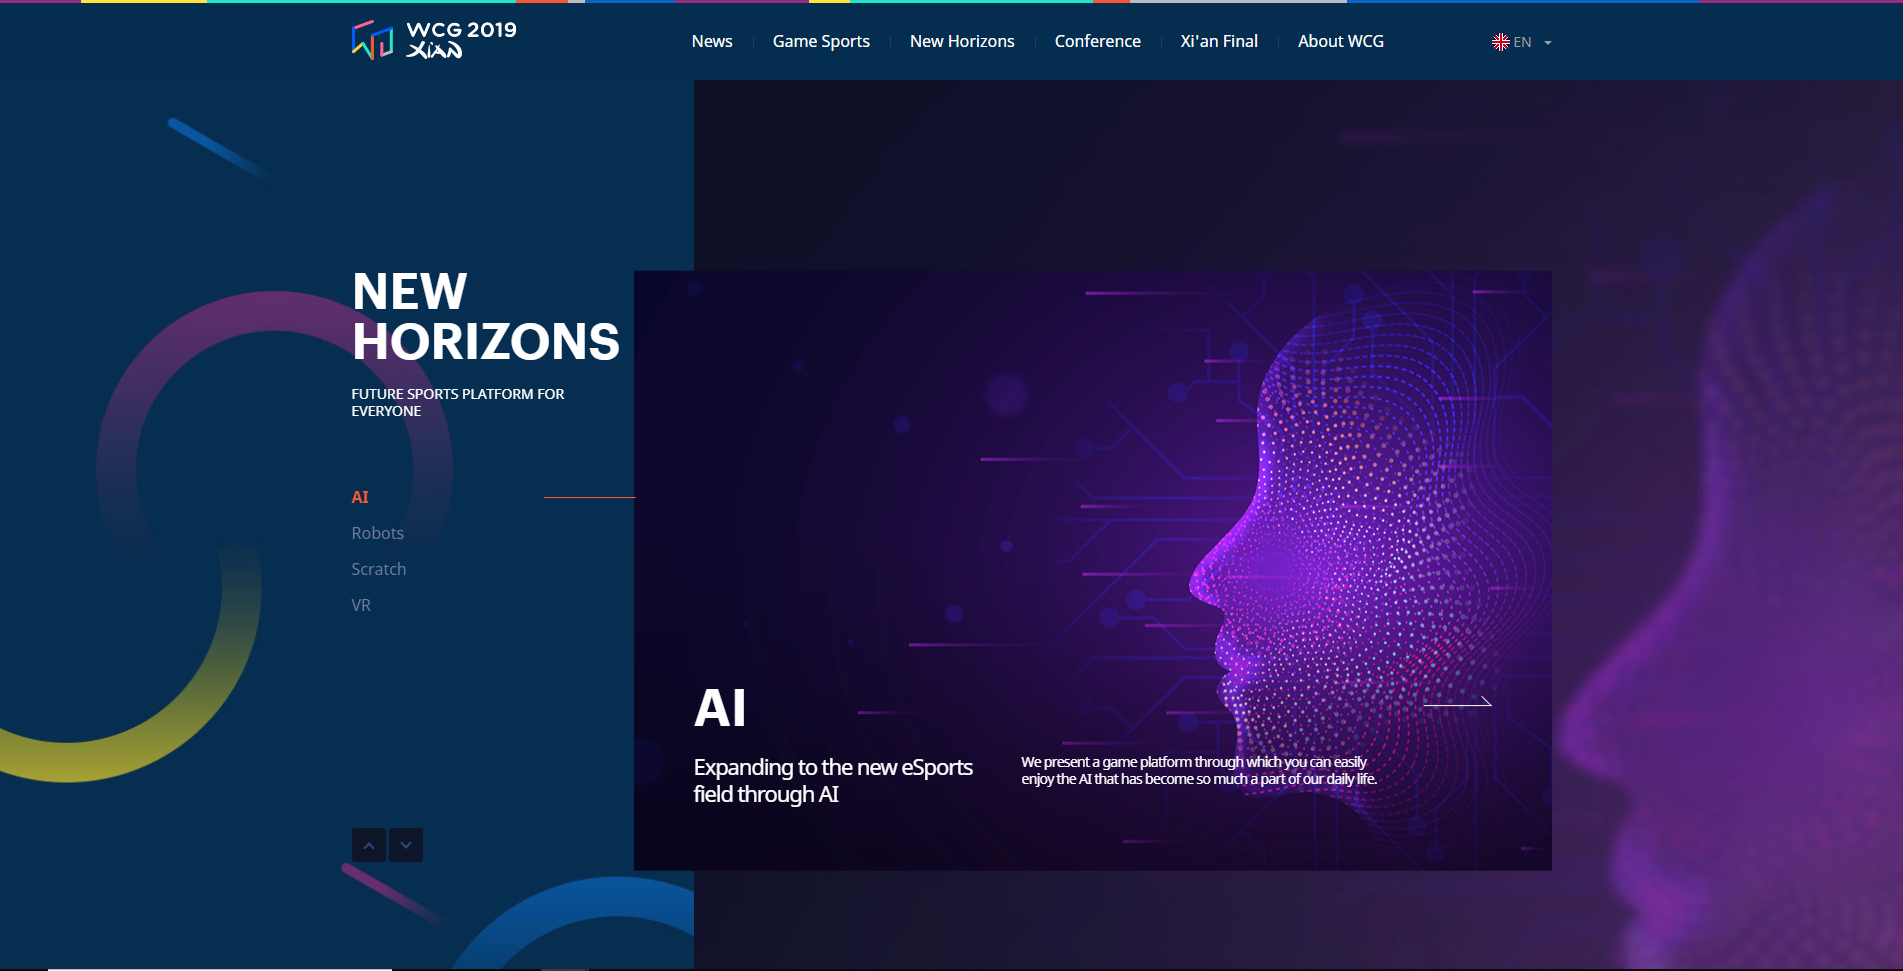 WCG 2019
XI'AN
News
Game Sports
New Horizons
Conference
Xi'an Final
About WCG
EN
NEW
HORIZONS
FUTURE SPORTS PLATFORM FOR
EVERYONE
AI
Robots
Scratch
VR
AI
Expanding to the new eSports
field through AI
We present a game platform through which you can easily
enjoy the AI that has become so much a part of our daily life.